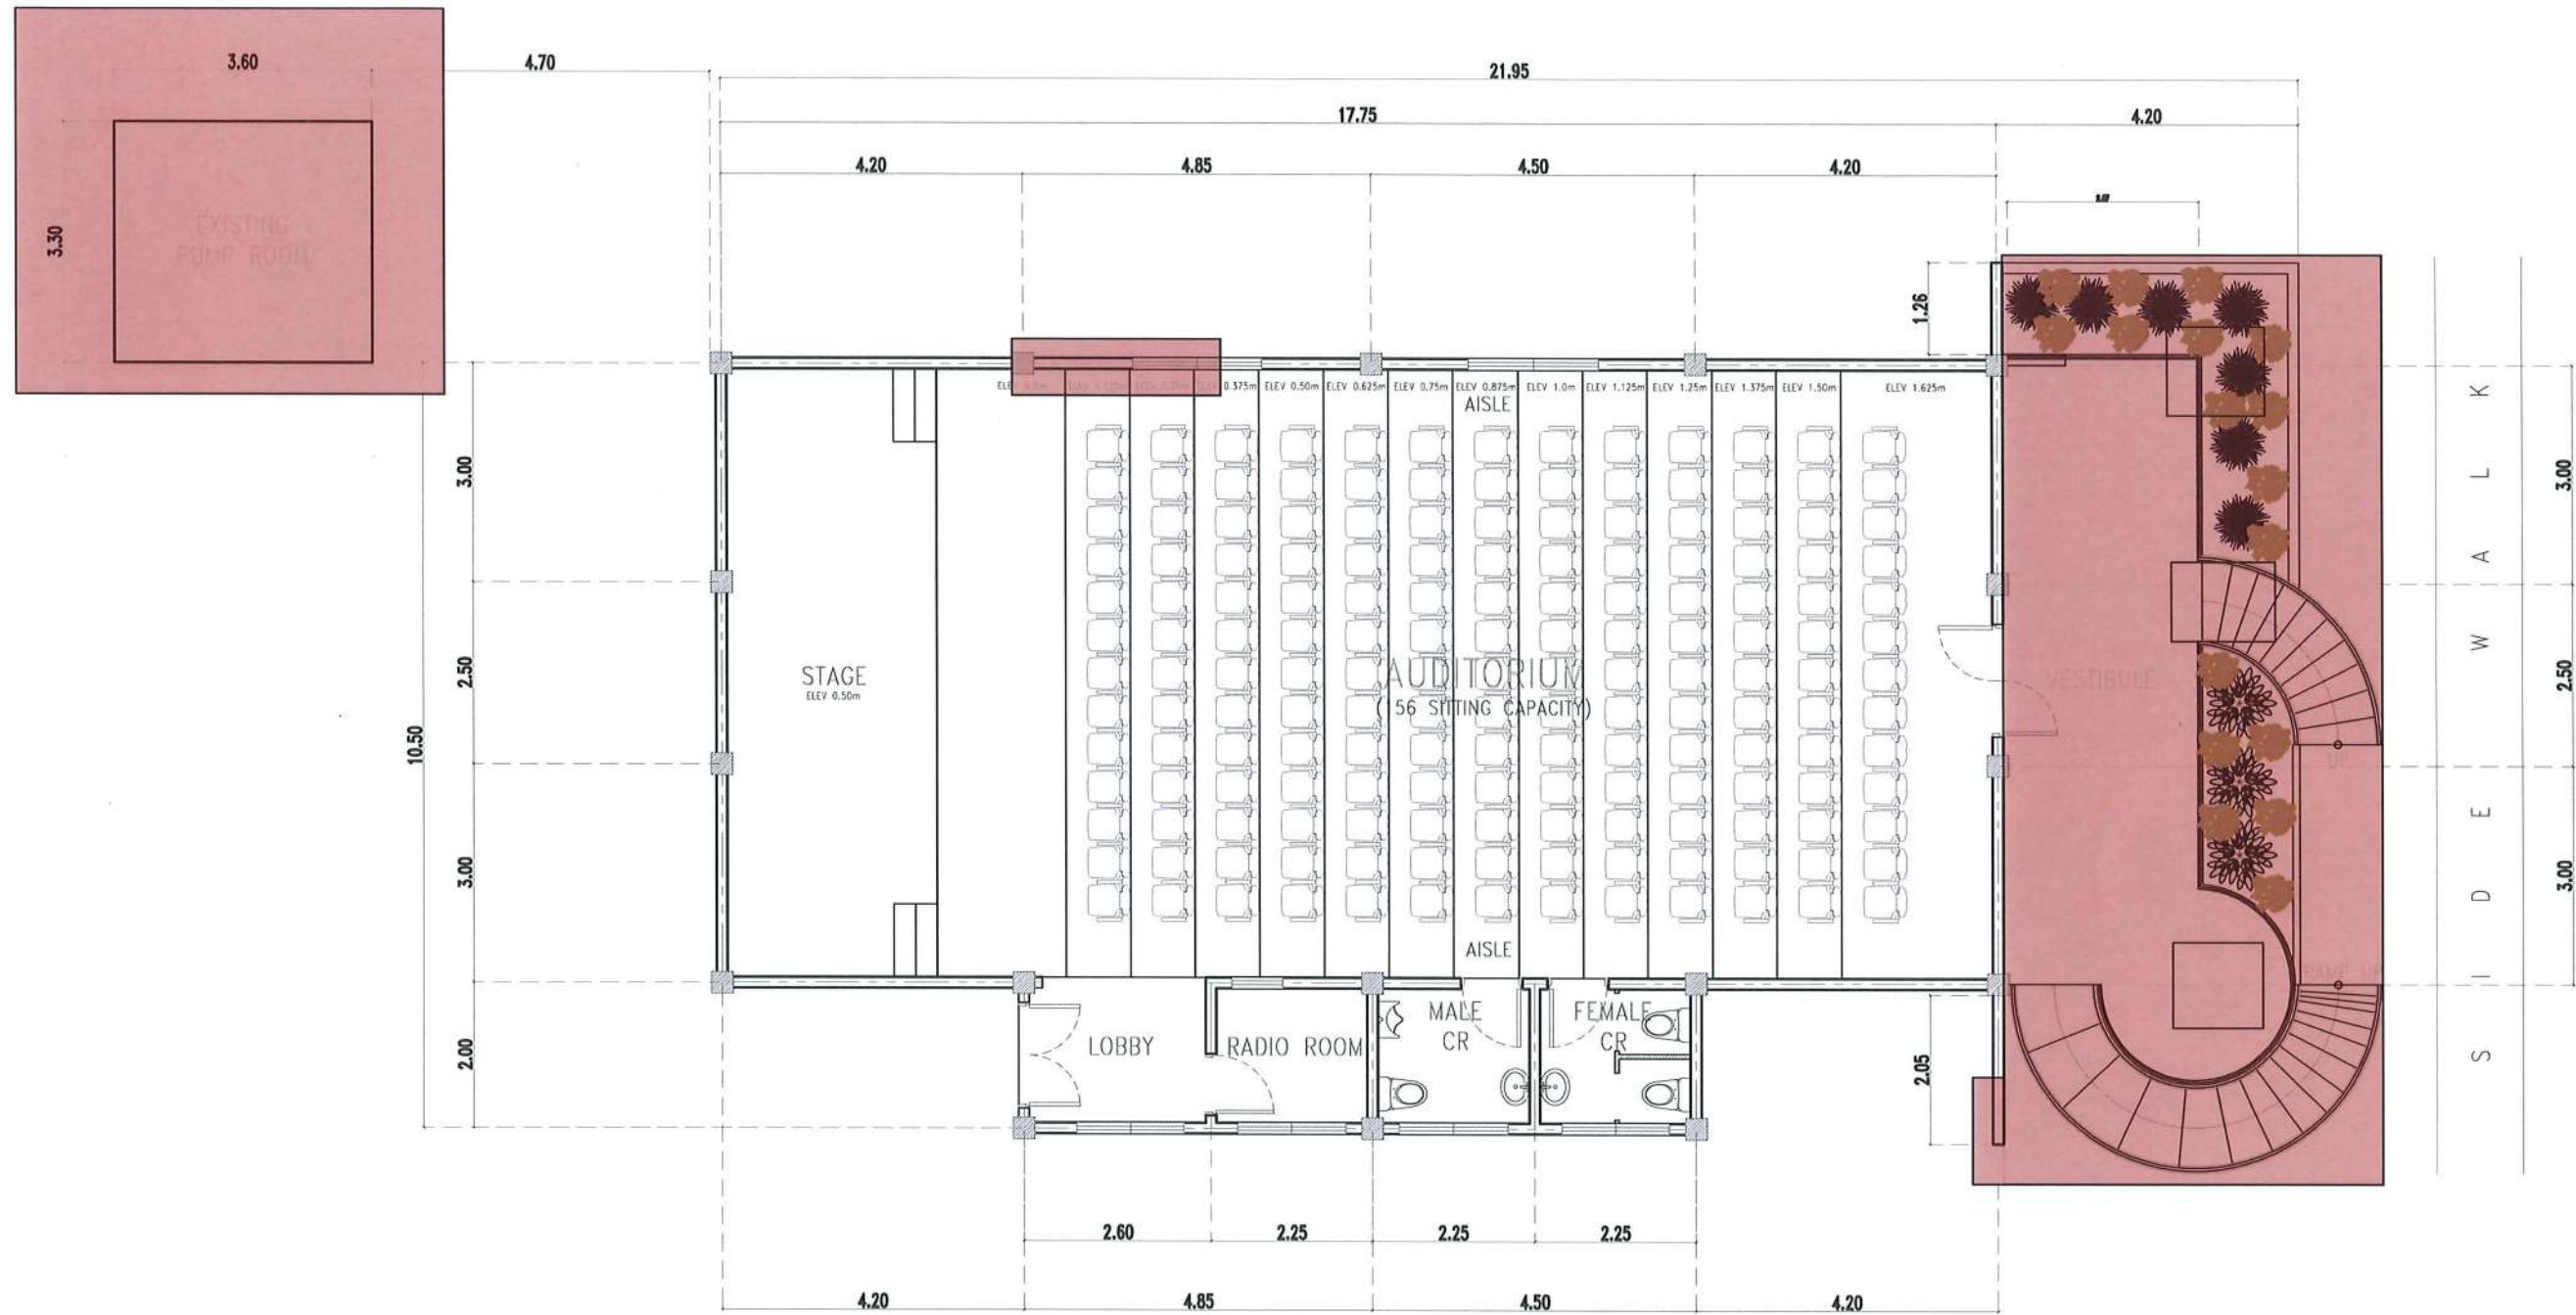 3.60
4.70
21.95
17.75
4.20
4.20
4.85
4.50
4.20
3.30
EXISTING
PUMP ROOM
1.26
ELEV 0.375m
ELEV 0.50m
ELEV 0.625m
ELEV 0.75m
ELEV 0.875m
ELEV 1.0m
ELEV 1.125m
ELEV 1.25m
ELEV 1.375m
ELEV 1.50m
ELEV 1.625m
AISLE
3.00
3.00
2.50
2.50
10.50
STAGE
ELEV 0.50m
AUDITORIUM
(156 SITTING CAPACITY)
VESTIBULE
UP
SIDE WALK
3.00
3.00
AISLE
RAMP UP
2.00
LOBBY
RADIO ROOM
MALE
CR
FEMALE
CR
2.05
2.60
2.25
2.25
2.25
4.20
4.85
4.50
4.20